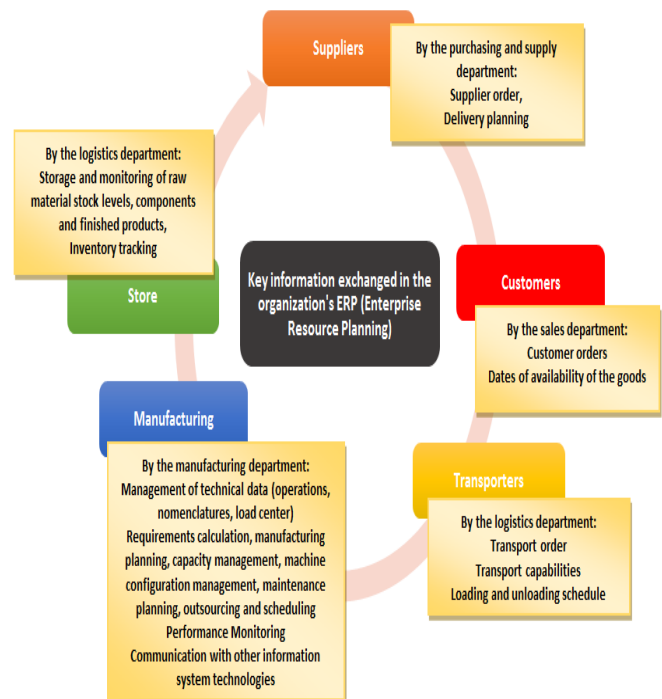 Suppliers
By the purchasing and supply
department:
Supplier order,
Delivery planning
By the logistics department:
Storage and monitoring of raw
material stock levels, components
and finished products,
Inventory tracking
Store
Key information exchanged in the
organization's ERP (Enterprise
Resource Planning)
Customers
By the sales department:
Customer orders
Dates of availability of the goods
Manufacturing
By the manufacturing department:
Management of technical data (operations,
nomenclatures, load center)
Requirements calculation, manufacturing
planning, capacity management, machine
configuration management, maintenance
planning, outsourcing and scheduling
Performance Monitoring
Communication with other information
system technologies
Transporters
By the logistics department:
Transport order
Transport capabilities
Loading and unloading schedule